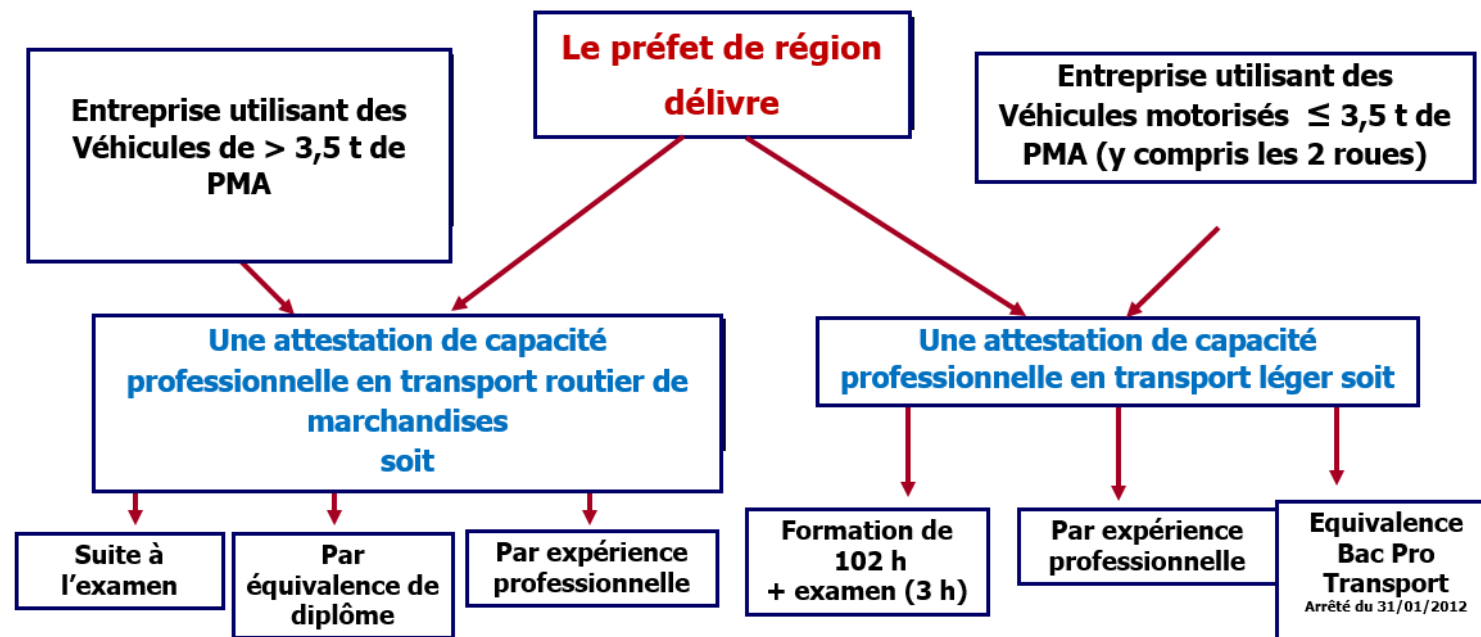 Le préfet de région
délivre
Entreprise utilisant des
Véhicules de > 3,5 t de
PMA
Entreprise utilisant des
Véhicules motorisés ≤ 3,5 t de
PMA (y compris les 2 roues)
Une attestation de capacité
professionnelle en transport routier de
marchandises
soit
Une attestation de capacité
professionnelle en transport léger soit
Suite à
l’examen
Par
équivalence de
diplôme
Par expérience
professionnelle
Formation de
102 h
+ examen (3 h)
Par expérience
professionnelle
Equivalence
Bac Pro
Transport
Arrêté du 31/01/2012